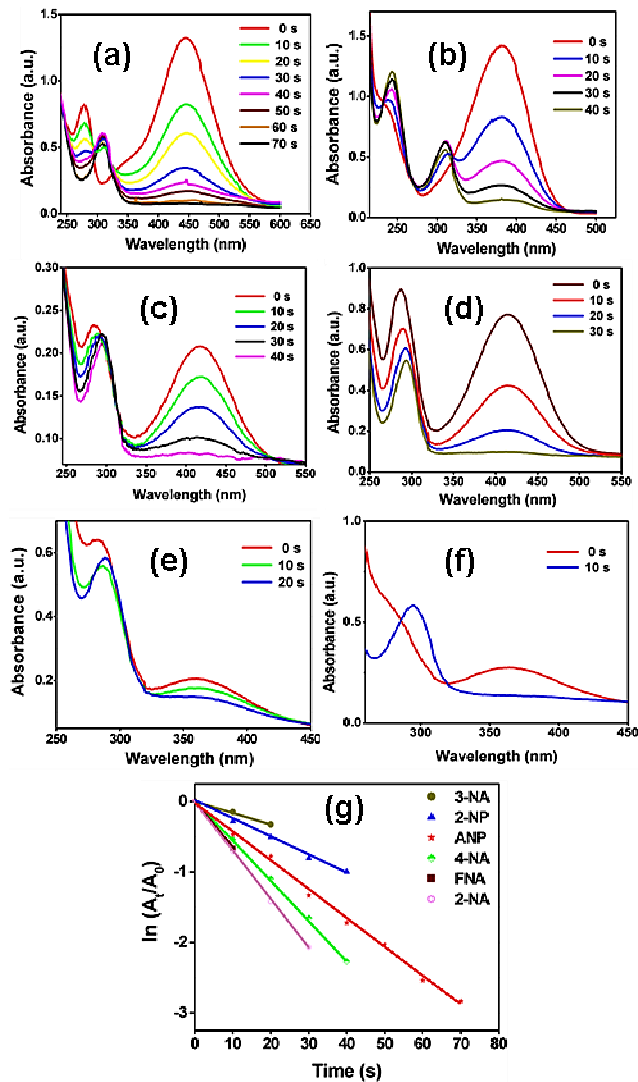 (a)
0 s
10 s
20 s
30 s
40 s
50 s
60 s
70 s
1.5
1.0
0.5
0.0
Absorbance (a.u.)
250 300 350 400 450 500 550 600 650
Wavelength (nm)
(b)
0 s
10 s
20 s
30 s
40 s
1.5
1.0
0.5
0.0
Absorbance (a.u.)
250 300 350 400 450 500
Wavelength (nm)
(c)
0 s
10 s
20 s
30 s
40 s
0.30
0.25
0.20
0.15
0.10
Absorbance (a.u.)
250 300 350 400 450 500 550
Wavelength (nm)
(d)
0 s
10 s
20 s
30 s
1.0
0.8
0.6
0.4
0.2
0.0
Absorbance (a.u.)
250 300 350 400 450 500 550
Wavelength (nm)
(e)
0 s
10 s
20 s
0.6
0.4
0.2
Absorbance (a.u.)
250 300 350 400 450
Wavelength (nm)
(f)
0 s
10 s
1.0
0.5
0.0
Absorbance (a.u.)
300 350 400 450
Wavelength (nm)
(g)
3-NA
2-NP
ANP
4-NA
FNA
2-NA
0
-1
-2
-3
ln (At/A0)
0 10 20 30 40 50 60 70 80
Time (s)